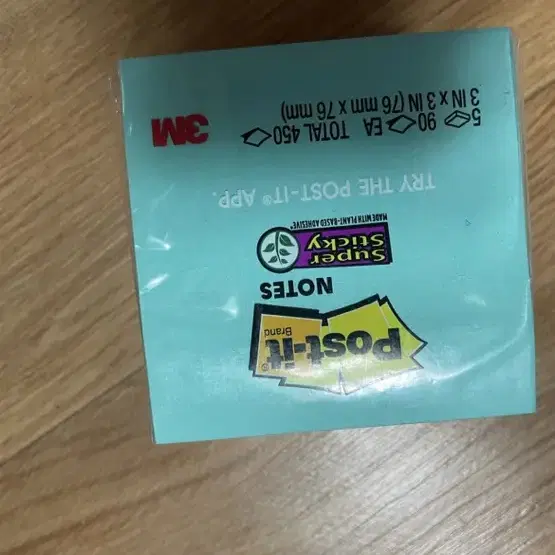 Post-it®
Brand
NOTES
Super
Sticky
MADE WITH PLANT-BASED ADHESIVE*
TRY THE POST-IT® APP.
5 90 EA TOTAL 450
3 IN x 3 IN (76 mm x 76 mm)
3M